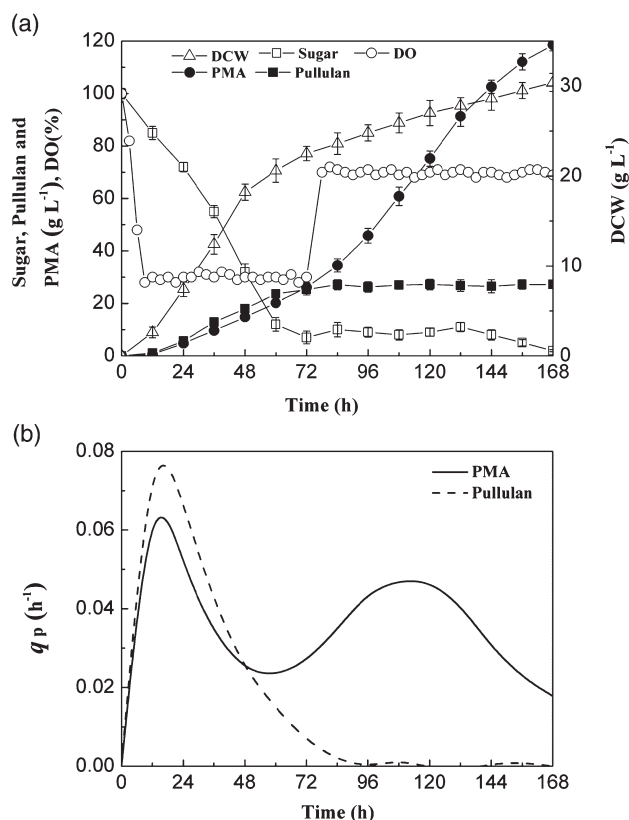 (a)
DCW Sugar DO
PMA Pullulan
Sugar, Pullulan and
PMA (g L⁻¹), DO(%)
120
100
80
60
40
20
0
DCW (g L⁻¹)
30
20
10
0
0 24 48 72 96 120 144 168
Time (h)
(b)
PMA
Pullulan
q p (h⁻¹)
0.08
0.06
0.04
0.02
0.00
0 24 48 72 96 120 144 168
Time (h)